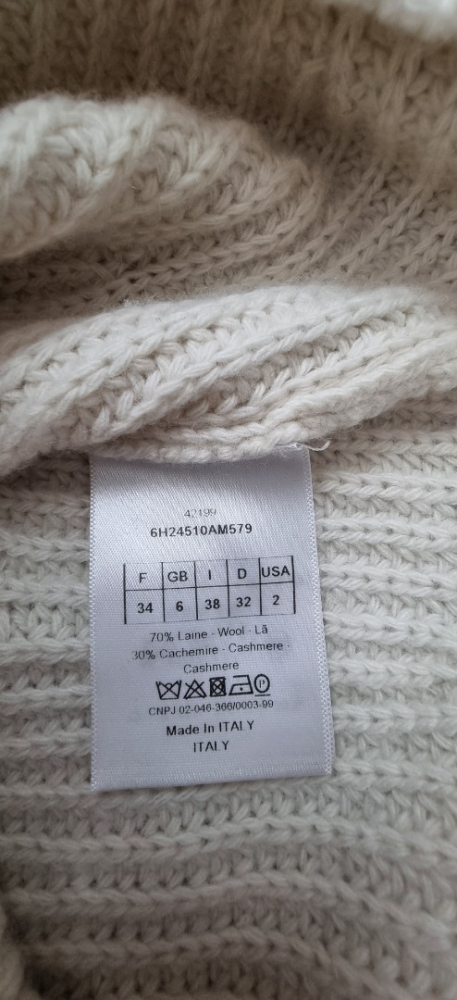 42199
6H24510AM579
F GB I D USA
34 6 38 32 2
70% Laine - Wool - Lã
30% Cachemire - Cashmere -
Cashmere
P
CNPJ 02-046-366/0003-99
Made In ITALY
ITALY